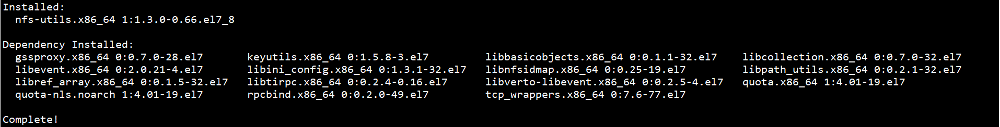 Installed:
  nfs-utils.x86_64 1:1.3.0-0.66.el7_8

Dependency Installed:
  gssproxy.x86_64 0:0.7.0-28.el7       keyutils.x86_64 0:1.5.8-3.el7         libbasicobjects.x86_64 0:0.1.1-32.el7    libcollection.x86_64 0:0.7.0-32.el7
  libevent.x86_64 0:2.0.21-4.el7       libini_config.x86_64 0:1.3.1-32.el7   libnfsidmap.x86_64 0:0.25-19.el7         libpath_utils.x86_64 0:0.2.1-32.el7
  libref_array.x86_64 0:0.1.5-32.el7   libtirpc.x86_64 0:0.2.4-0.16.el7      libverto-libevent.x86_64 0:0.2.5-4.el7   quota.x86_64 1:4.01-19.el7
  quota-nls.noarch 1:4.01-19.el7       rpcbind.x86_64 0:0.2.0-49.el7         tcp_wrappers.x86_64 0:7.6-77.el7

Complete!